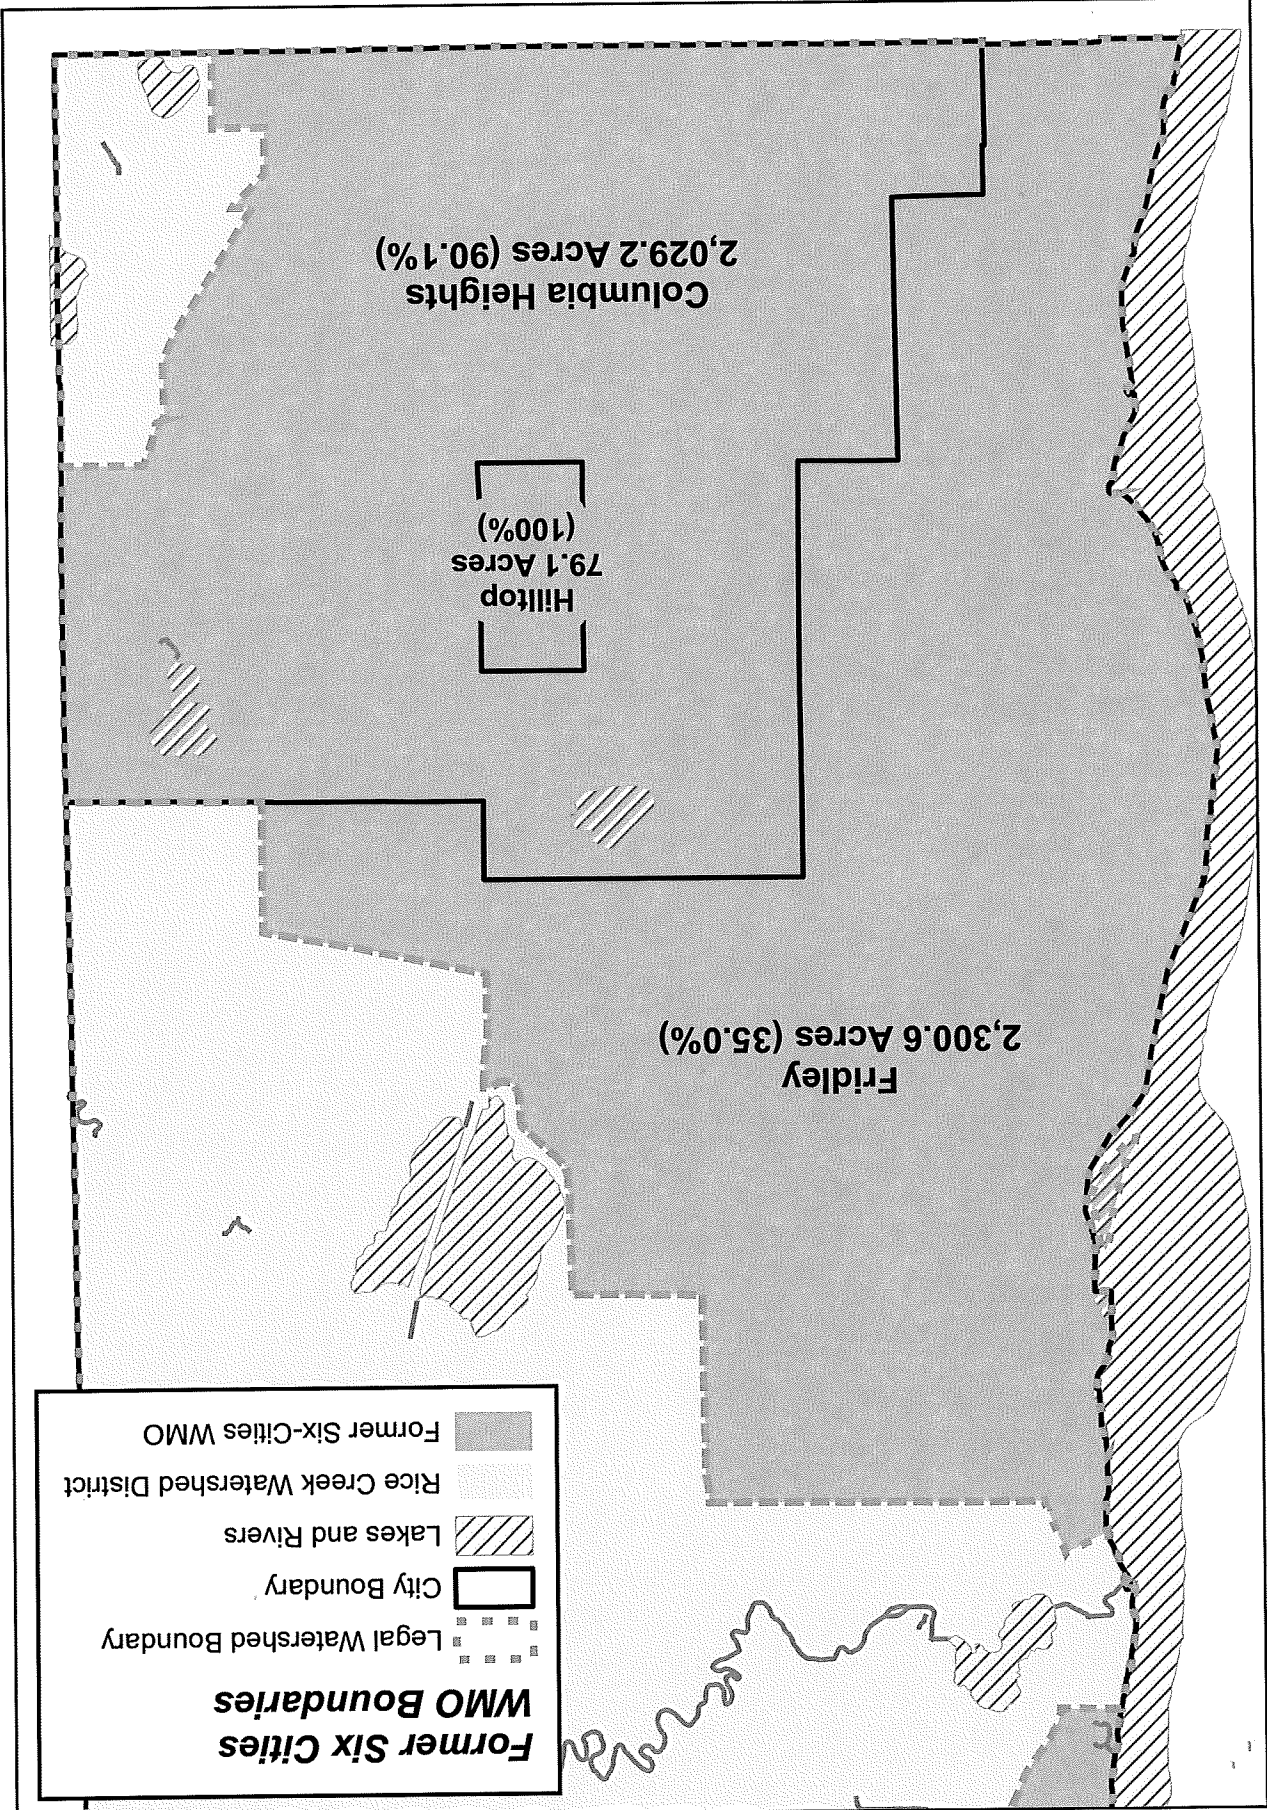 Former Six Cities
WMO Boundaries
Legal Watershed Boundary
City Boundary
Lakes and Rivers
Rice Creek Watershed District
Former Six-Cities WMO
Fridley
2,300.6 Acres (35.0%)
Hilltop
79.1 Acres
(100%)
Columbia Heights
2,029.2 Acres (90.1%)